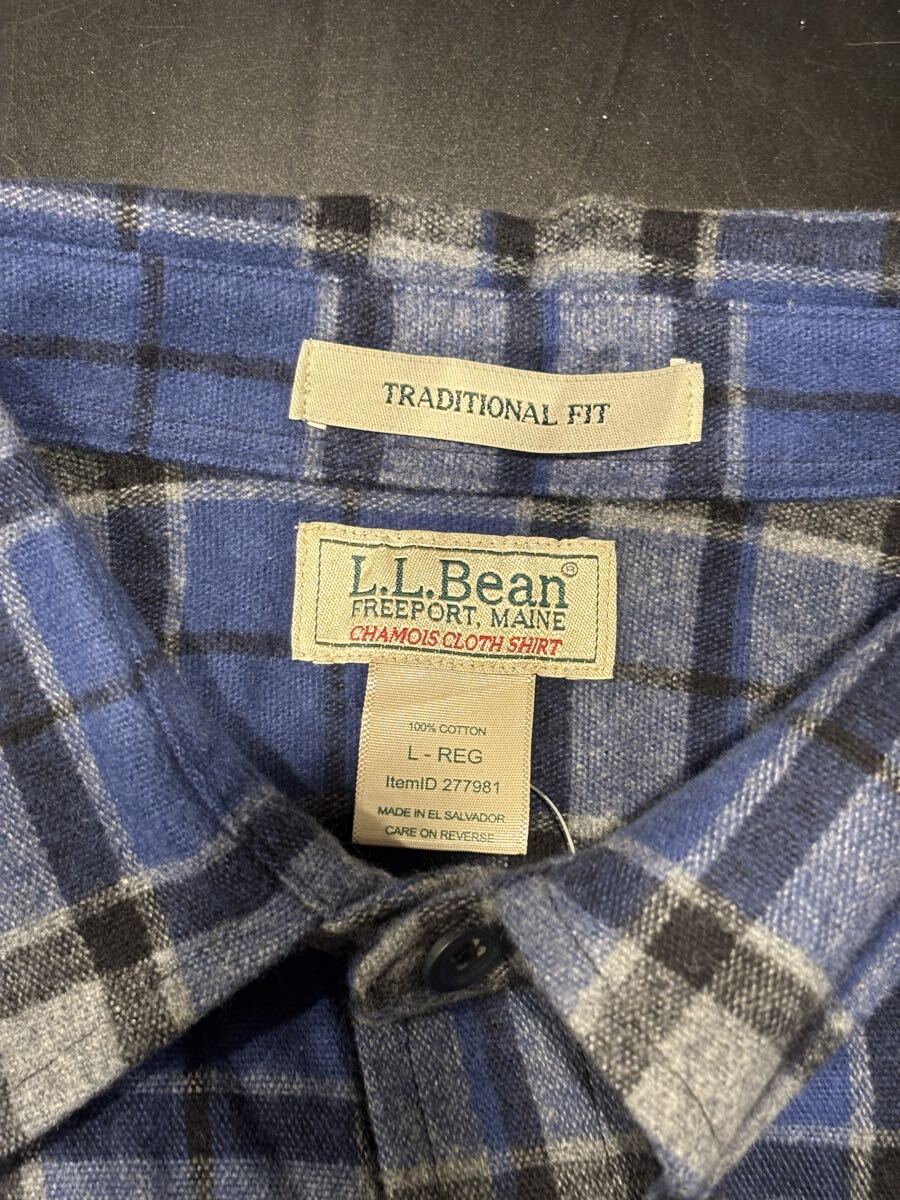 TRADITIONAL FIT
L.L.Bean®
FREEPORT, MAINE
CHAMOIS CLOTH SHIRT
100% COTTON
L - REG
ItemID 277981
MADE IN EL SALVADOR
CARE ON REVERSE